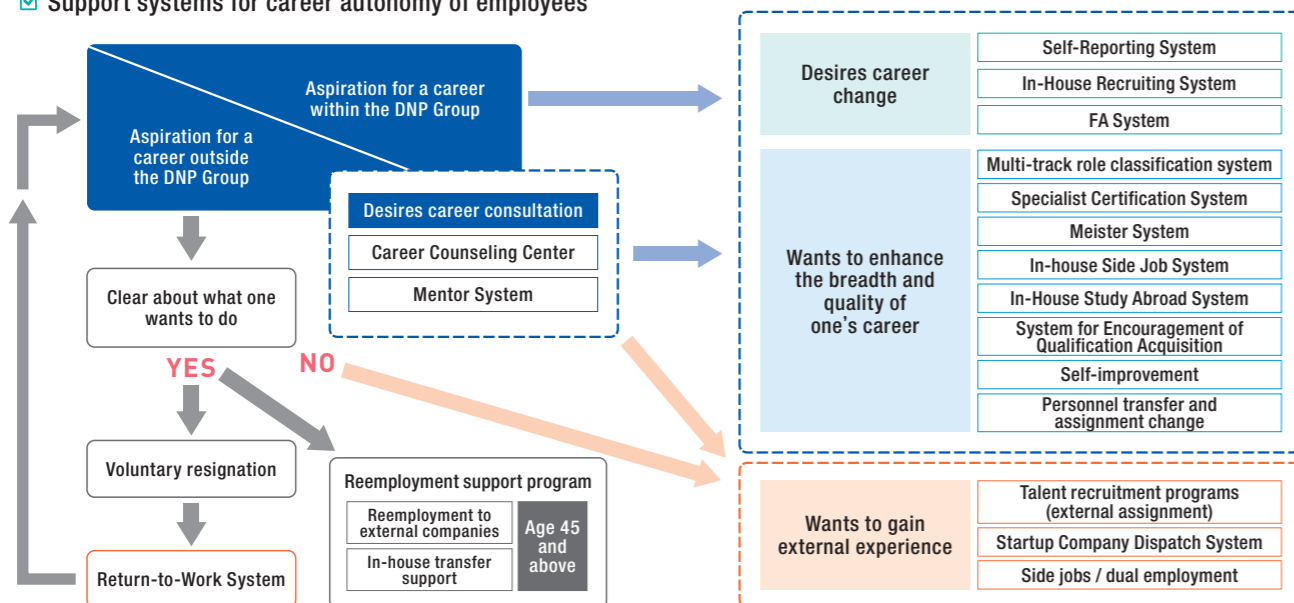 Support systems for career autonomy of employees
Aspiration for a career
within the DNP Group
Aspiration for a
career outside
the DNP Group
Desires career consultation
Career Counseling Center
Mentor System
Clear about what one
wants to do
YES
NO
Voluntary resignation
Return-to-Work System
Reemployment support program
Reemployment to
external companies
In-house transfer
support
Age 45
and
above
Desires career
change
Self-Reporting System
In-House Recruiting System
FA System
Wants to enhance
the breadth and
quality of
one's career
Multi-track role classification system
Specialist Certification System
Meister System
In-house Side Job System
In-House Study Abroad System
System for Encouragement of
Qualification Acquisition
Self-improvement
Personnel transfer and
assignment change
Wants to gain
external experience
Talent recruitment programs
(external assignment)
Startup Company Dispatch System
Side jobs / dual employment